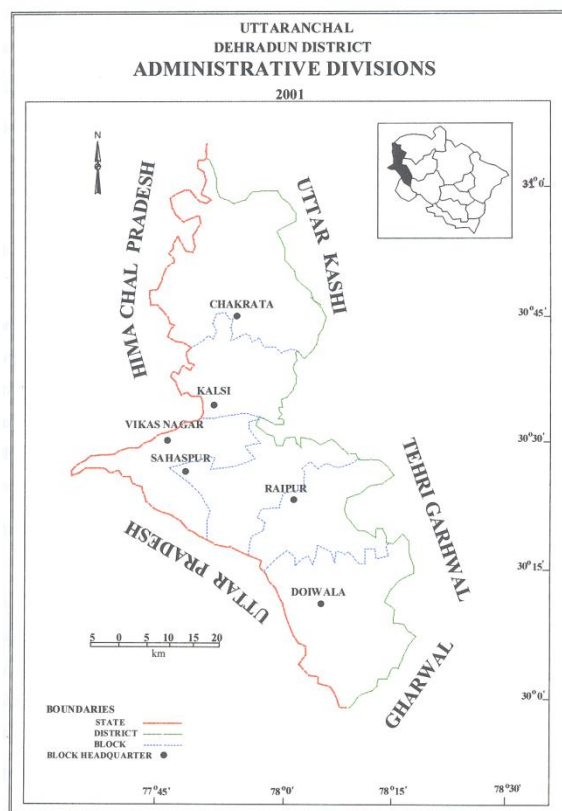 UTTARANCHAL
DEHRADUN DISTRICT
ADMINISTRATIVE DIVISIONS
2001
N
HIMA CHAL PRADESH
UTTAR KASHI
31°0'
CHAKRATA
30°45'
KALSI
VIKAS NAGAR
30°30'
SAHASPUR
RAIPUR
TEHRI GARHWAL
UTTAR PRADESH
30°15'
DOIWALA
5 0 10 15 20
km
GHARWAL
30°0'
BOUNDARIES
STATE
DISTRICT
BLOCK
BLOCK HEADQUARTER
77°45' 78°0' 78°15' 78°30'